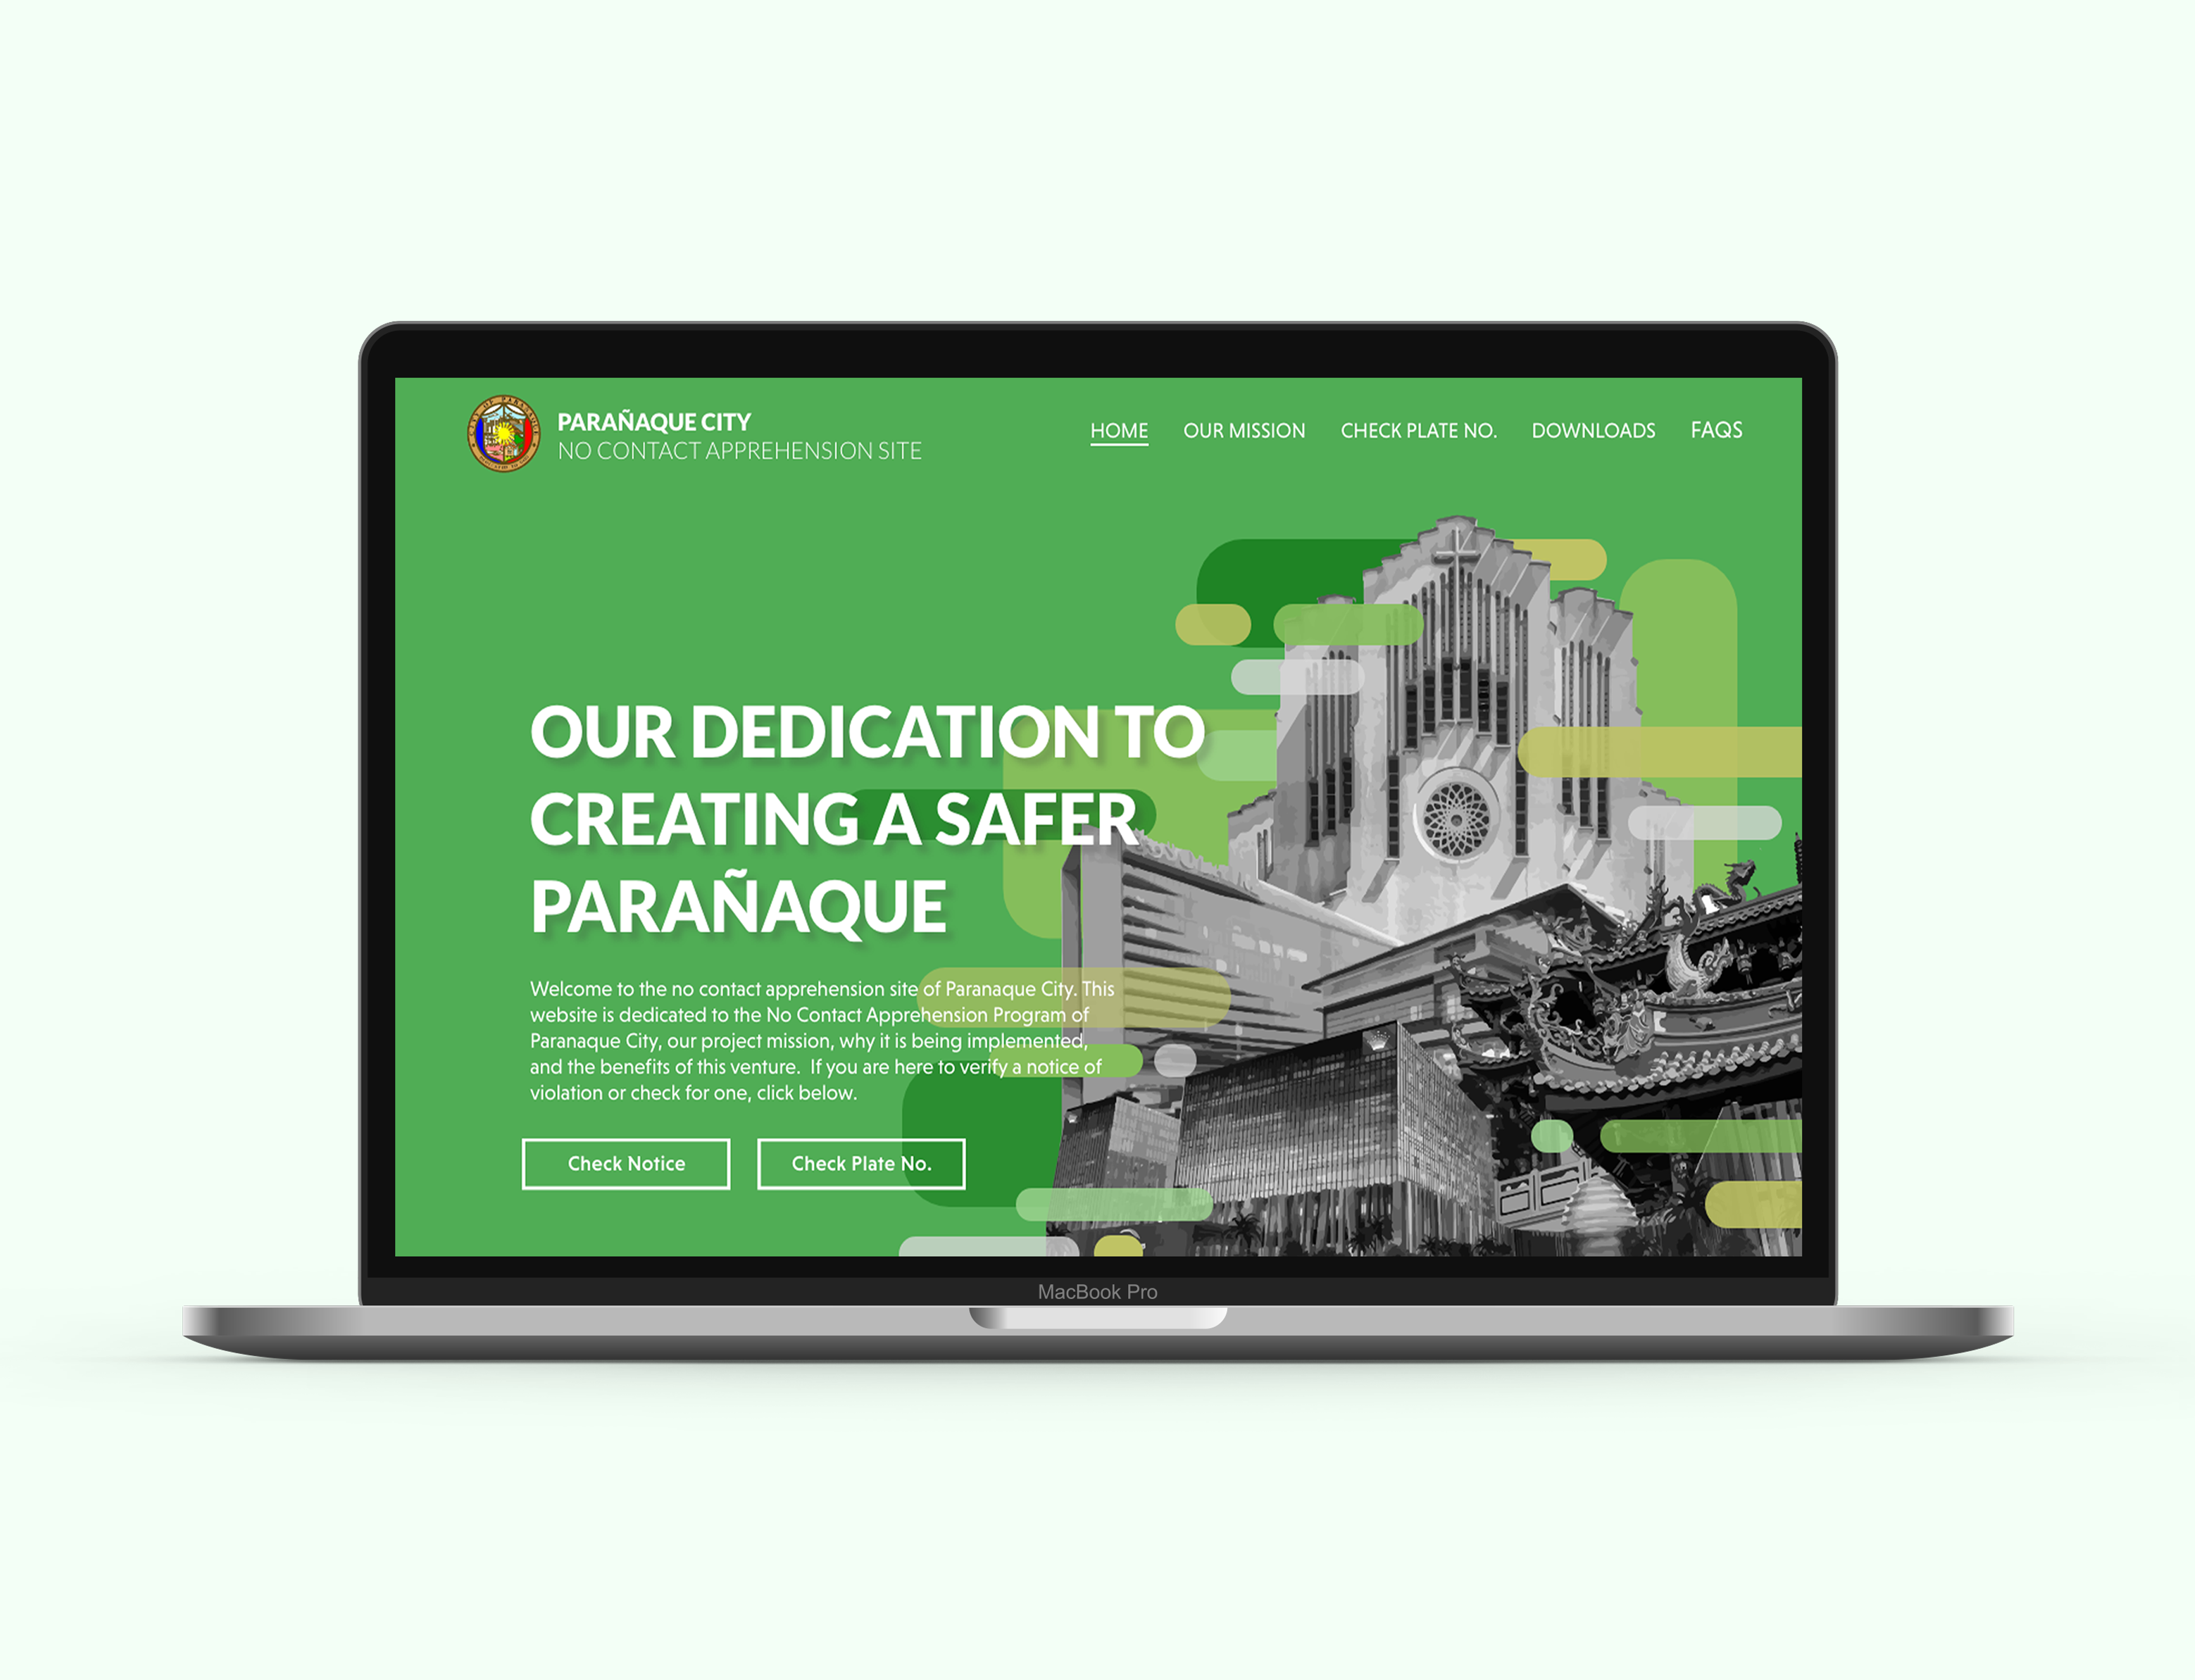 CITY OF PARAÑAQUE
PARAÑAQUE CITY
NO CONTACT APPREHENSION SITE
HOME
OUR MISSION
CHECK PLATE NO.
DOWNLOADS
FAQS
OUR DEDICATION TO
CREATING A SAFER
PARAÑAQUE
Welcome to the no contact apprehension site of Paranaque City. This
website is dedicated to the No Contact Apprehension Program of
Paranaque City, our project mission, why it is being implemented,
and the benefits of this venture.  If you are here to verify a notice of
violation or check for one, click below.
Check Notice
Check Plate No.
MacBook Pro